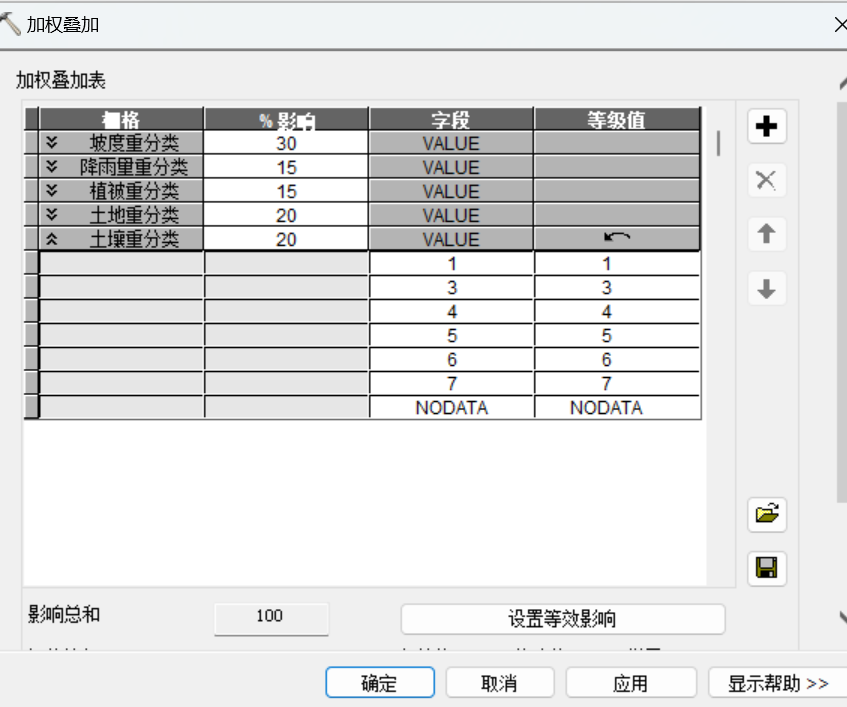 加权叠加
加权叠加表
栅格 % 影响 字段 等级值
坡度重分类 30 VALUE
降雨量重分类 15 VALUE
植被重分类 15 VALUE
土地重分类 20 VALUE
土壤重分类 20 VALUE
1 1
3 3
4 4
5 5
6 6
7 7
NODATA NODATA
影响总和 100 设置等效影响
确定 取消 应用 显示帮助 >>